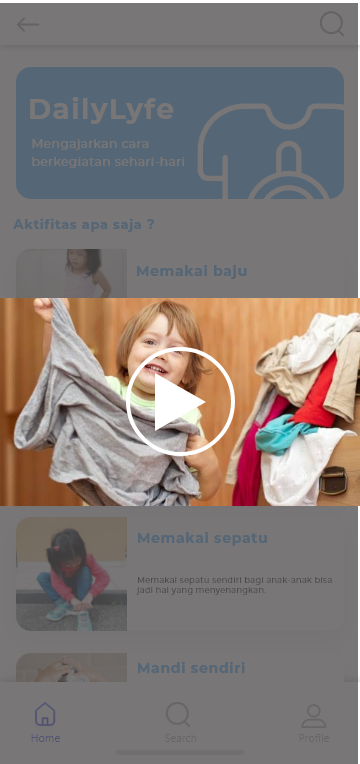 DailyLyfe
Mengajarkan cara
berkegiatan sehari-hari
Aktifitas apa saja ?
Memakai baju
Memakai sepatu
Memakai sepatu sendiri bagi anak-anak bisa
jadi hal yang menyenangkan.
Mandi sendiri
Home
Search
Profile